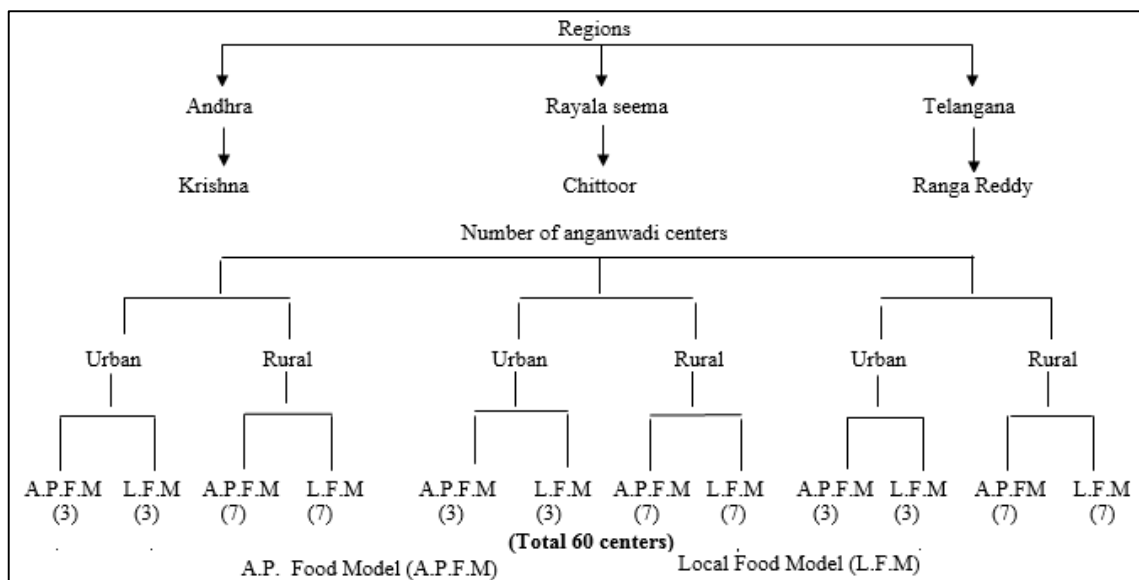 Regions
Andhra Rayala seema Telangana
Krishna Chittoor Ranga Reddy
Number of anganwadi centers
Urban Rural Urban Rural Urban Rural
A.P.F.M L.F.M A.P.F.M L.F.M A.P.F.M L.F.M A.P.F.M L.F.M A.P.F.M L.F.M A.P.FM L.F.M
(3) (3) (7) (7) (3) (3) (7) (7) (3) (3) (7) (7)
(Total 60 centers)
A.P. Food Model (A.P.F.M) Local Food Model (L.F.M)